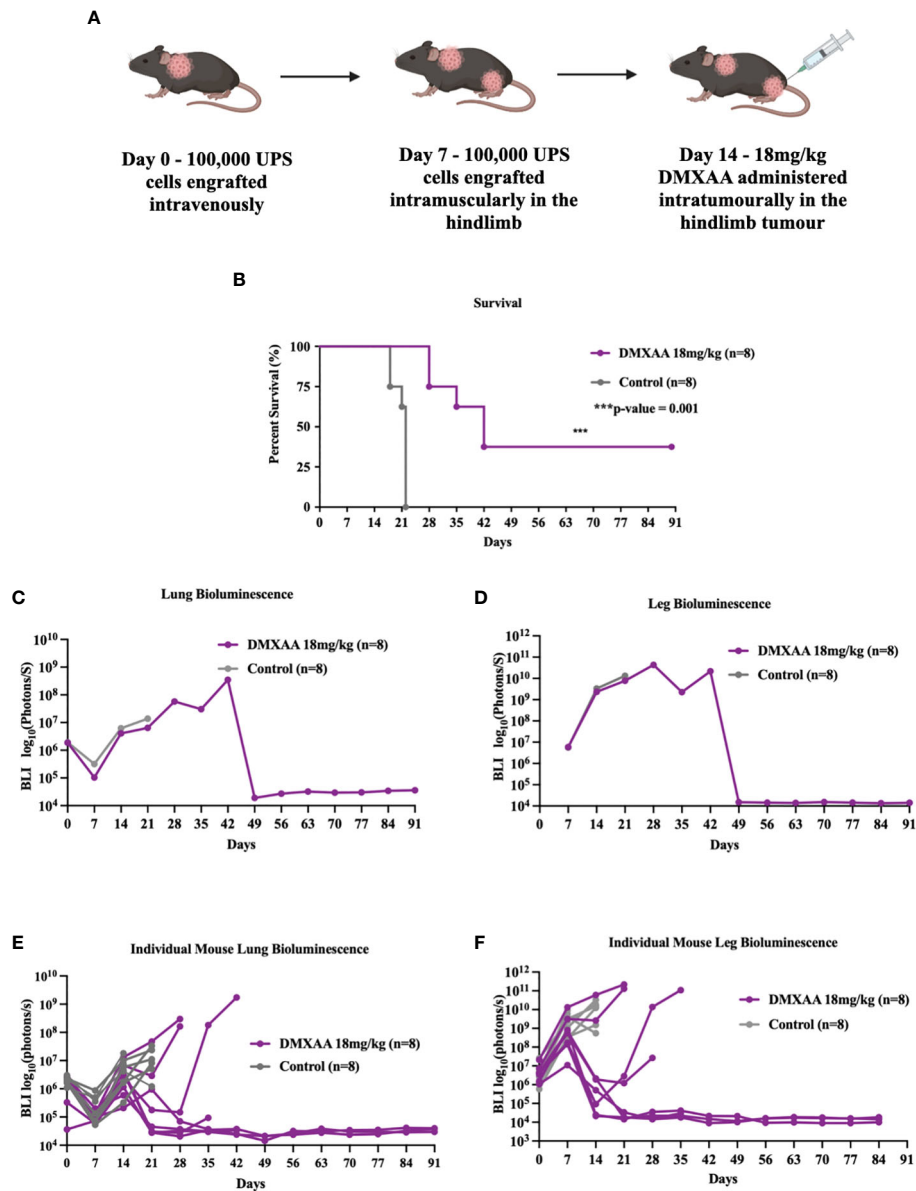 A
Day 0 - 100,000 UPS
cells engrafted
intravenously
Day 7 - 100,000 UPS
cells engrafted
intramuscularly in the
hindlimb
Day 14 - 18mg/kg
DMXAA administered
intratumourally in the
hindlimb tumour
B
Survival
Percent Survival (%)
100
75
50
25
0
DMXAA 18mg/kg (n=8)
Control (n=8)
***p-value = 0.001
***
0 7 14 21 28 35 42 49 56 63 70 77 84 91
Days
C
Lung Bioluminescence
BLI log10(Photons/S)
10^10
10^9
10^8
10^7
10^6
10^5
10^4
DMXAA 18mg/kg (n=8)
Control (n=8)
0 7 14 21 28 35 42 49 56 63 70 77 84 91
Days
D
Leg Bioluminescence
BLI log10(Photons/S)
10^12
10^11
10^10
10^9
10^8
10^7
10^6
10^5
10^4
DMXAA 18mg/kg (n=8)
Control (n=8)
0 7 14 21 28 35 42 49 56 63 70 77 84 91
Days
E
Individual Mouse Lung Bioluminescence
BLI log10(photons/s)
10^10
10^9
10^8
10^7
10^6
10^5
10^4
DMXAA 18mg/kg (n=8)
Control (n=8)
0 7 14 21 28 35 42 49 56 63 70 77 84 91
Days
F
Individual Mouse Leg Bioluminescence
BLI log10(photons/s)
10^12
10^11
10^10
10^9
10^8
10^7
10^6
10^5
10^4
10^3
DMXAA 18mg/kg (n=8)
Control (n=8)
0 7 14 21 28 35 42 49 56 63 70 77 84 91
Days